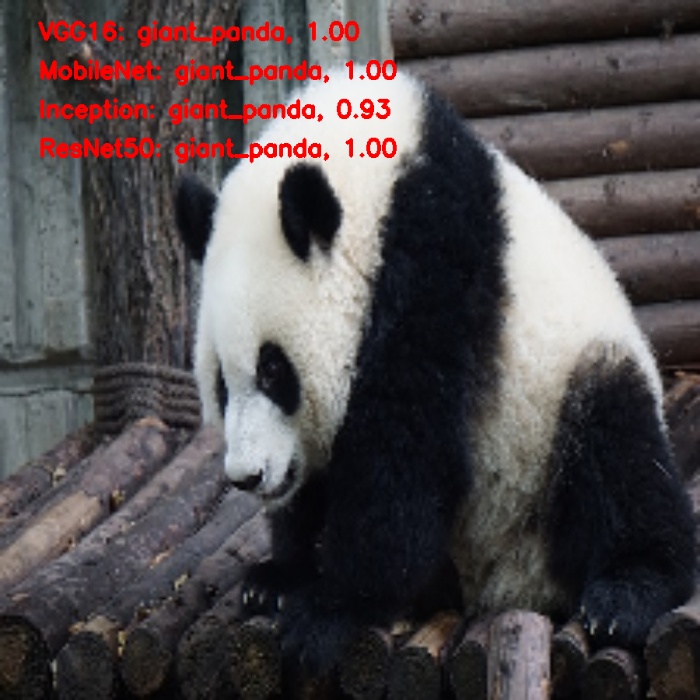 VGG16: giant_panda, 1.00
MobileNet: giant_panda, 1.00
Inception: giant_panda, 0.93
ResNet50: giant_panda, 1.00